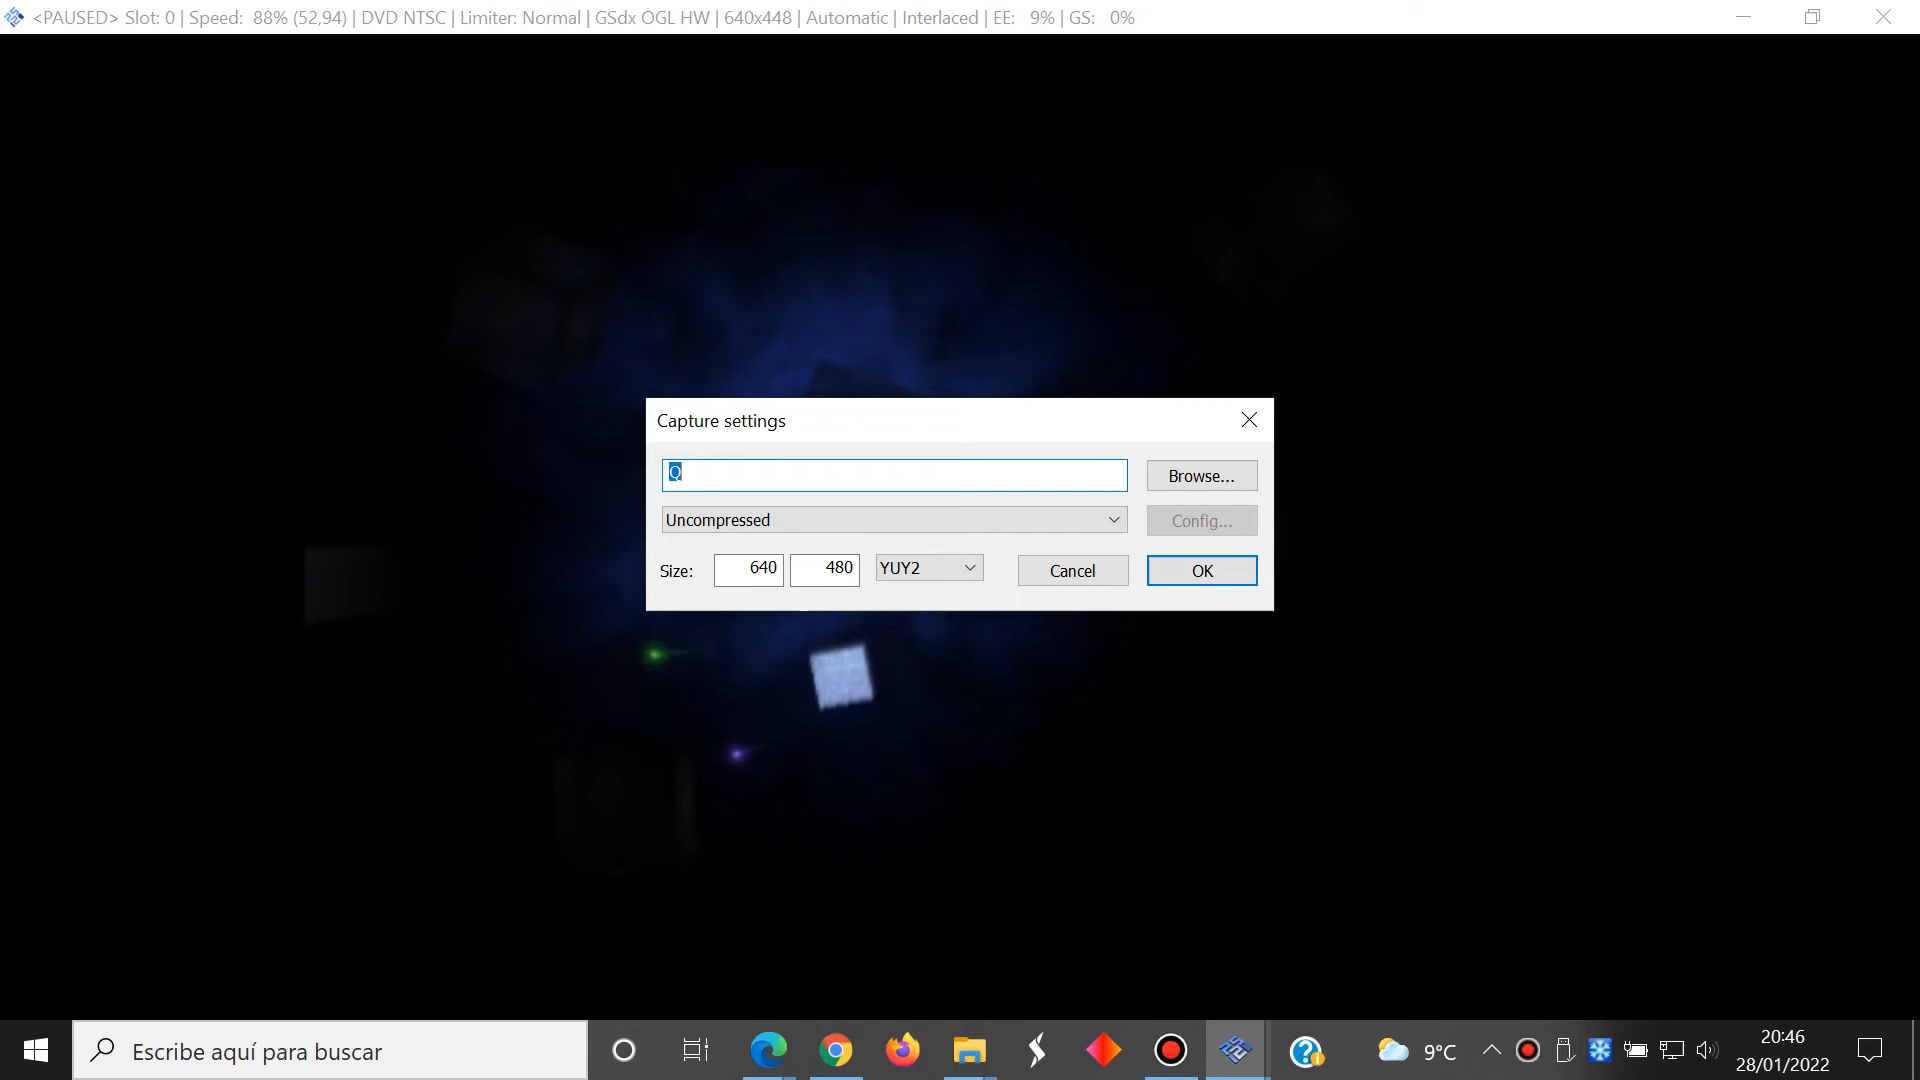 <PAUSED> Slot: 0 | Speed: 88% (52,94) | DVD NTSC | Limiter: Normal | GSdx OGL HW | 640x448 | Automatic | Interlaced | EE: 9% | GS: 0%
Capture settings
Q
Browse...
Uncompressed
Config...
Size:
640
480
YUY2
Cancel
OK
Escribe aquí para buscar
9°C
20:46
28/01/2022